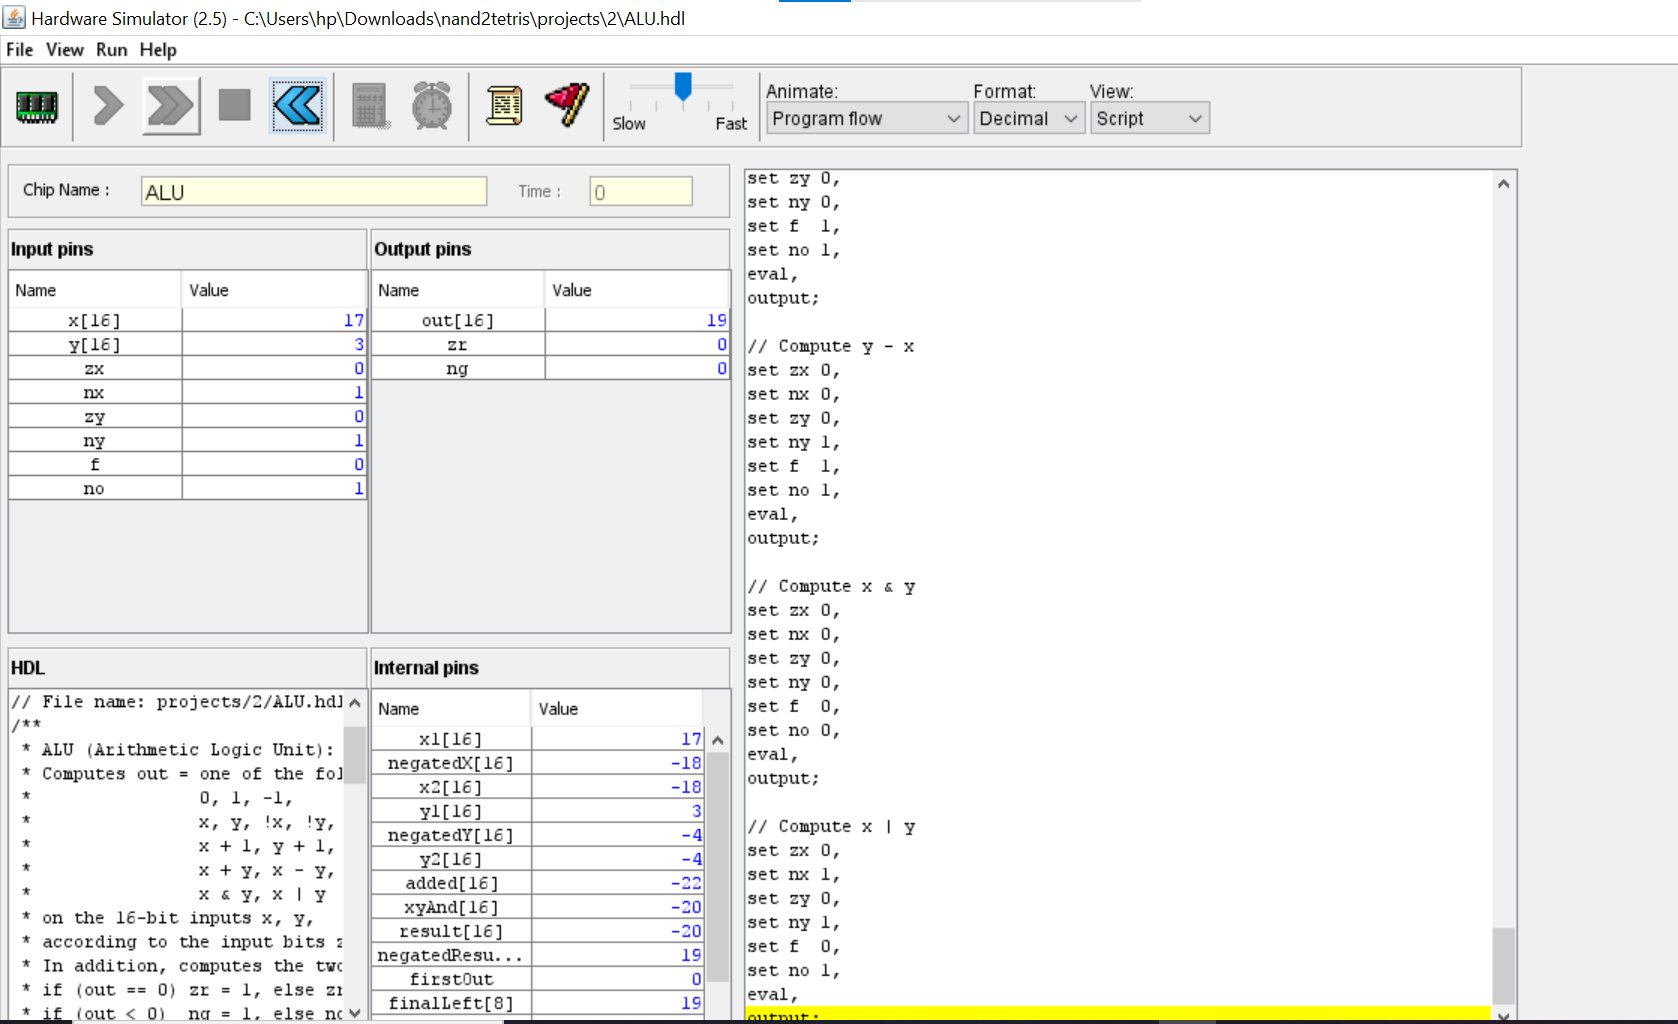 Hardware Simulator (2.5) - C:\Users\hp\Downloads\nand2tetris\projects\2\ALU.hdl
File View Run Help
Slow Fast
Animate: Format: View:
Program flow Decimal Script
Chip Name : ALU Time : 0
Input pins
Name Value
x[16] 17
y[16] 3
zx 0
nx 1
zy 0
ny 1
f 0
no 1
Output pins
Name Value
out[16] 19
zr 0
ng 0
HDL
// File name: projects/2/ALU.hdl
/**
* ALU (Arithmetic Logic Unit):
* Computes out = one of the fol
* 0, 1, -1,
* x, y, !x, !y,
* x + 1, y + 1,
* x + y, x - y,
* x & y, x | y
* on the 16-bit inputs x, y,
* according to the input bits z
* In addition, computes the two
* if (out == 0) zr = 1, else zr
* if (out < 0) ng = 1, else ng
Internal pins
Name Value
x1[16] 17
negatedX[16] -18
x2[16] -18
y1[16] 3
negatedY[16] -4
y2[16] -4
added[16] -22
xyAnd[16] -20
result[16] -20
negatedResu... 19
firstOut 0
finalLeft[8] 19
set zy 0,
set ny 0,
set f 1,
set no 1,
eval,
output;
// Compute y - x
set zx 0,
set nx 0,
set zy 0,
set ny 1,
set f 1,
set no 1,
eval,
output;
// Compute x & y
set zx 0,
set nx 0,
set zy 0,
set ny 0,
set f 0,
set no 0,
eval,
output;
// Compute x | y
set zx 0,
set nx 1,
set zy 0,
set ny 1,
set f 0,
set no 1,
eval,
output;